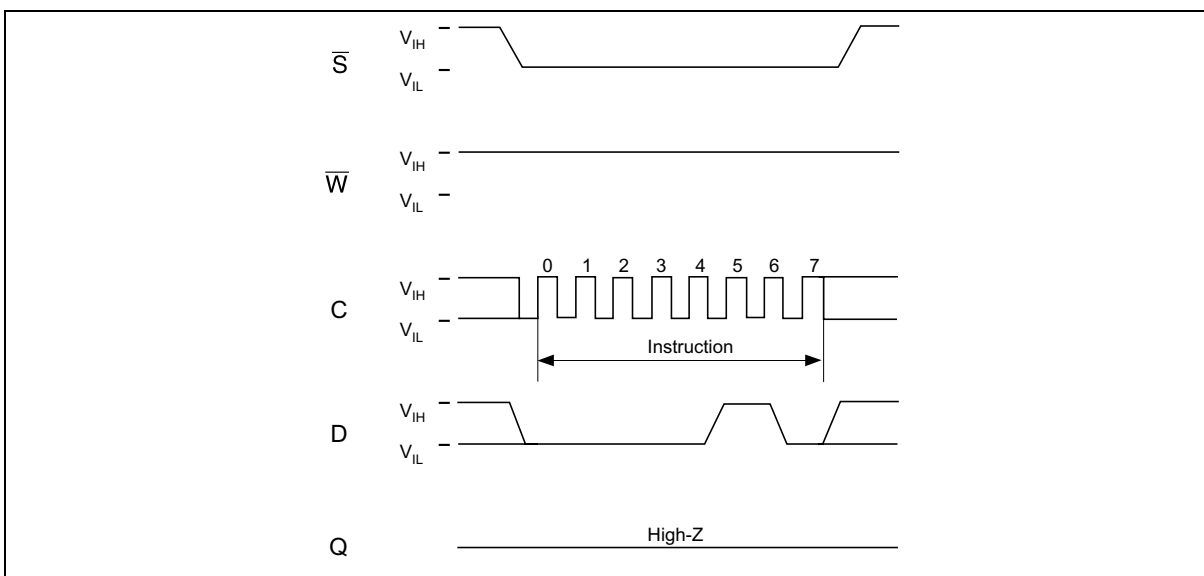 S̅
V_IH
V_IL
W̅
V_IH
V_IL
C
V_IH
V_IL
0 1 2 3 4 5 6 7
Instruction
D
V_IH
V_IL
Q
High-Z